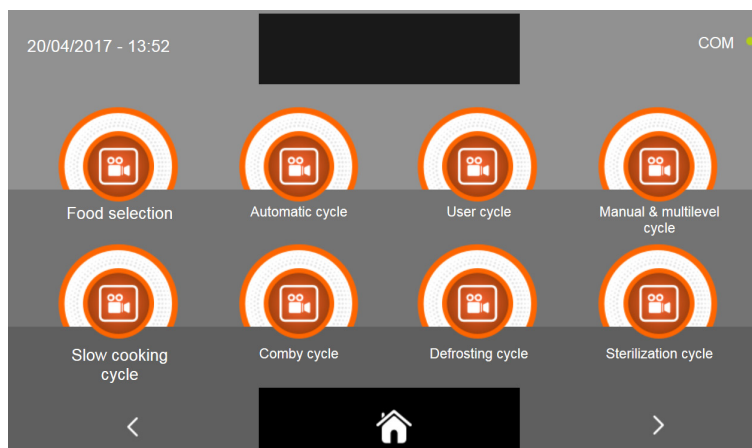 20/04/2017 - 13:52
COM
Food selection
Automatic cycle
User cycle
Manual & multilevel
cycle
Slow cooking
cycle
Comby cycle
Defrosting cycle
Sterilization cycle